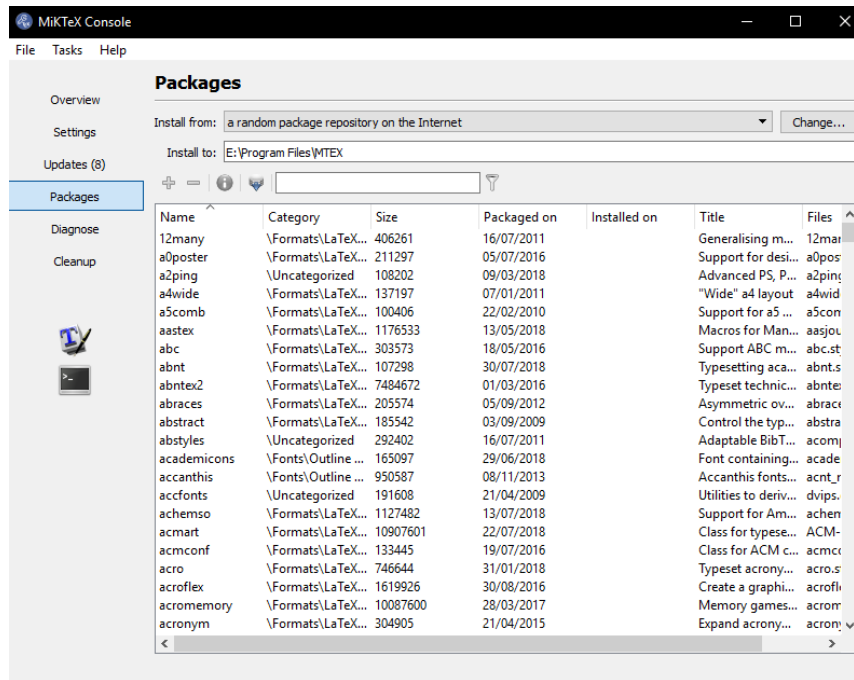 MiKTeX Console
File Tasks Help
Packages
Overview
Settings
Updates (8)
Packages
Diagnose
Cleanup
Install from: a random package repository on the Internet Change...
Install to: E:\Program Files\MTEX
Name Category Size Packaged on Installed on Title Files
12many \Formats\LaTeX... 406261 16/07/2011 Generalising m... 12mar
a0poster \Formats\LaTeX... 211297 05/07/2016 Support for desi... a0pos
a2ping \Uncategorized 108202 09/03/2018 Advanced PS, P... a2ping
a4wide \Formats\LaTeX... 137197 07/01/2011 "Wide" a4 layout a4wid
a5comb \Formats\LaTeX... 100406 22/02/2010 Support for a5 ... a5com
aastex \Formats\LaTeX... 1176533 13/05/2018 Macros for Man... aasjou
abc \Formats\LaTeX... 303573 18/05/2016 Support ABC m... abc.st
abnt \Formats\LaTeX... 107298 30/07/2018 Typesetting aca... abnt.s
abntex2 \Formats\LaTeX... 7484672 01/03/2016 Typeset technic... abnte
abraces \Formats\LaTeX... 205574 05/09/2012 Asymmetric ov... abrace
abstract \Formats\LaTeX... 185542 03/09/2009 Control the typ... abstra
abstyles \Uncategorized 292402 16/07/2011 Adaptable BibT... acom
academicons \Fonts\Outline ... 165097 29/06/2018 Font containing... acade
accanthis \Fonts\Outline ... 950587 08/11/2013 Accanthis fonts... acnt_r
accfonts \Uncategorized 191608 21/04/2009 Utilities to deriv... dvips.
achemso \Formats\LaTeX... 1127482 13/07/2018 Support for Am... achem
acmart \Formats\LaTeX... 10907601 22/07/2018 Class for typese... ACM-
acmconf \Formats\LaTeX... 133445 19/07/2016 Class for ACM c... acmc
acro \Formats\LaTeX... 746644 31/01/2018 Typeset acrony... acro.s
acroflex \Formats\LaTeX... 1619926 30/08/2016 Create a graphi... acrofl
acromemory \Formats\LaTeX... 10087600 28/03/2017 Memory games... acrom
acronym \Formats\LaTeX... 304905 21/04/2015 Expand acrony... acrony